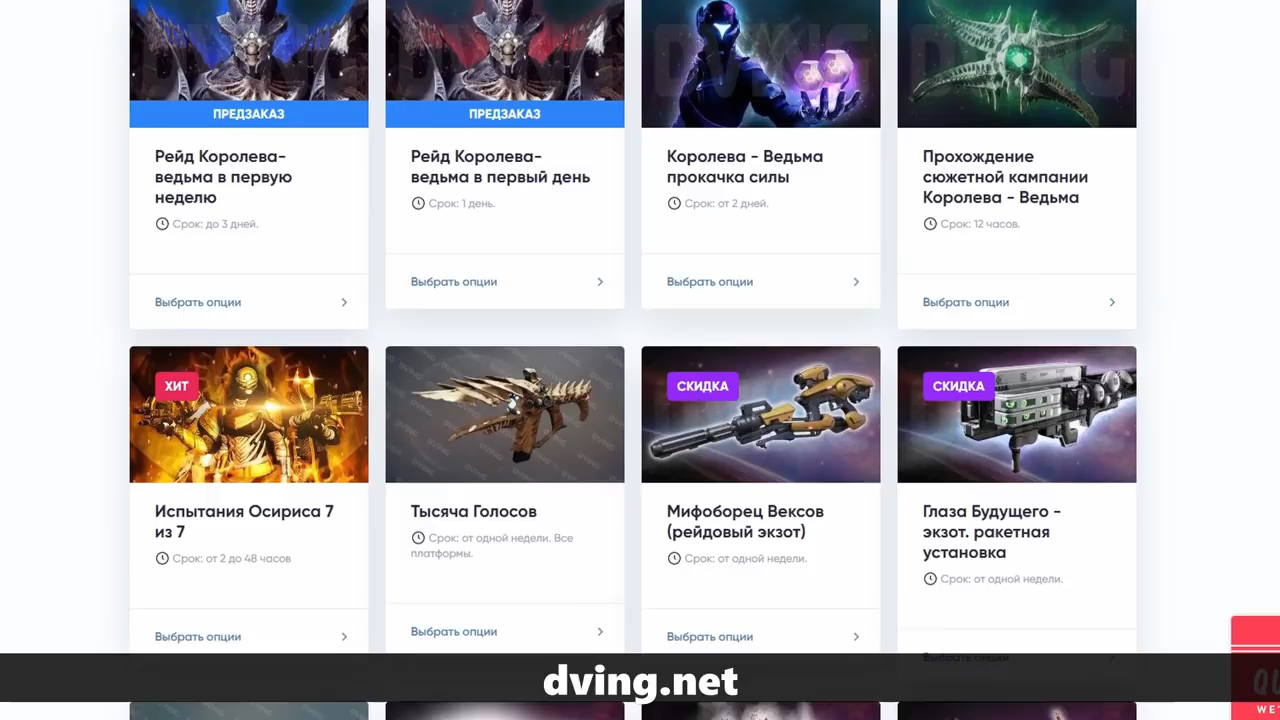 ПРЕДЗАКАЗ
ПРЕДЗАКАЗ
Рейд Королева-
ведьма в первую
неделю
Срок: до 3 дней.
Выбрать опции
Рейд Королева-
ведьма в первый день
Срок: 1 день.
Выбрать опции
Королева - Ведьма
прокачка силы
Срок: от 2 дней.
Выбрать опции
Прохождение
сюжетной кампании
Королева - Ведьма
Срок: 12 часов.
Выбрать опции
ХИТ
Испытания Осириса 7
из 7
Срок: от 2 до 48 часов
Выбрать опции
Тысяча Голосов
Срок: от одной недели. Все
платформы.
Выбрать опции
СКИДКА
Мифоборец Вексов
(рейдовый экзот)
Срок: от одной недели.
Выбрать опции
СКИДКА
Глаза Будущего -
экзот. ракетная
установка
Срок: от одной недели.
Выбрать опции
dving.net